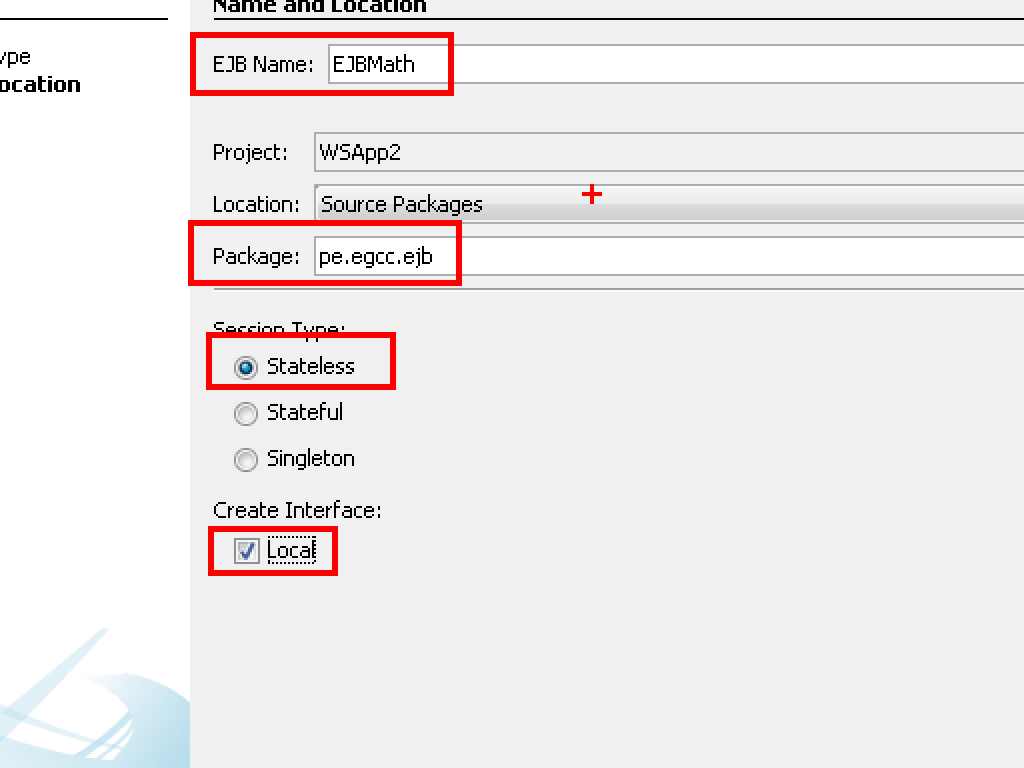 Name and Location
ype
ocation
EJB Name: EJBMath
Project: WSApp2
Location: Source Packages
Package: pe.egcc.ejb
Session Type:
Stateless
Stateful
Singleton
Create Interface:
Local